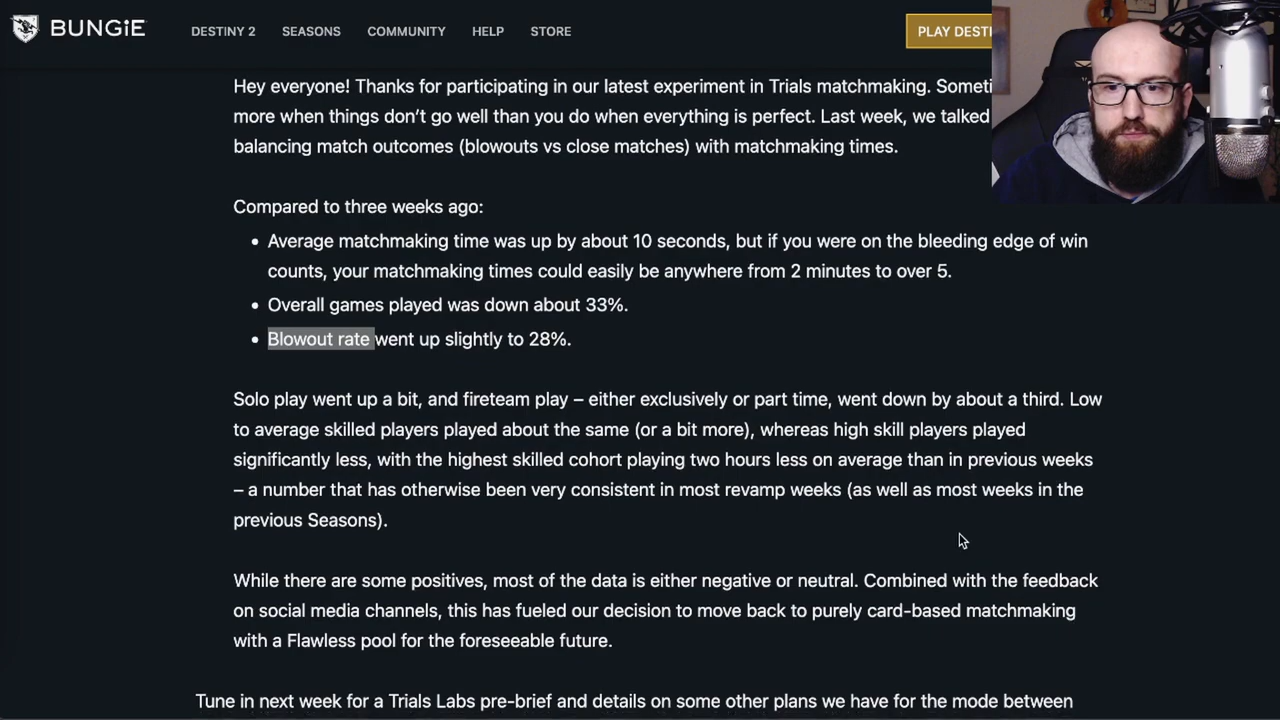 BUNGiE
DESTINY 2 SEASONS COMMUNITY HELP STORE
PLAY DESTI
Hey everyone! Thanks for participating in our latest experiment in Trials matchmaking. Someti
more when things don’t go well than you do when everything is perfect. Last week, we talked
balancing match outcomes (blowouts vs close matches) with matchmaking times.
Compared to three weeks ago:
• Average matchmaking time was up by about 10 seconds, but if you were on the bleeding edge of win
counts, your matchmaking times could easily be anywhere from 2 minutes to over 5.
• Overall games played was down about 33%.
• Blowout rate went up slightly to 28%.
Solo play went up a bit, and fireteam play – either exclusively or part time, went down by about a third. Low
to average skilled players played about the same (or a bit more), whereas high skill players played
significantly less, with the highest skilled cohort playing two hours less on average than in previous weeks
– a number that has otherwise been very consistent in most revamp weeks (as well as most weeks in the
previous Seasons).
While there are some positives, most of the data is either negative or neutral. Combined with the feedback
on social media channels, this has fueled our decision to move back to purely card-based matchmaking
with a Flawless pool for the foreseeable future.
Tune in next week for a Trials Labs pre-brief and details on some other plans we have for the mode between